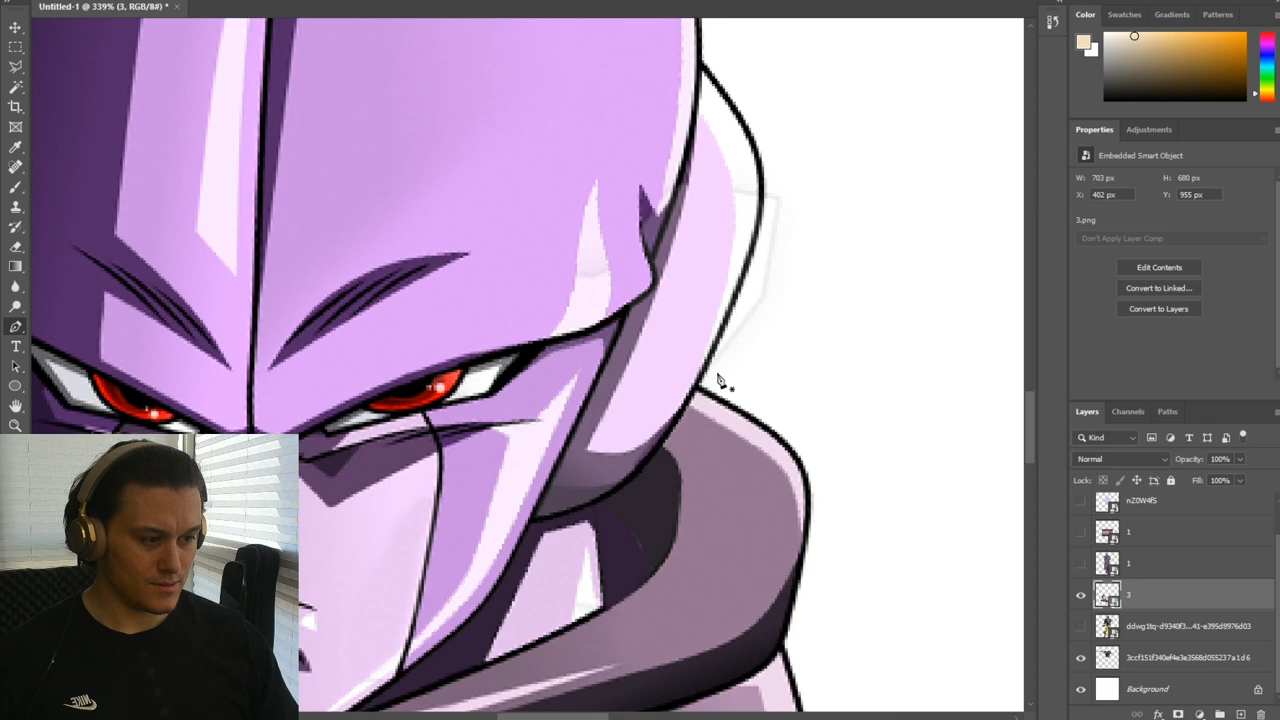 Untitled-1 @ 339% (3, RGB/8#) * ×
Color
Swatches
Gradients
Patterns
Properties
Adjustments
Embedded Smart Object
W: 703 px
H: 680 px
X: 402 px
Y: 955 px
3.png
Don't Apply Layer Comp
Edit Contents
Convert to Linked...
Convert to Layers
Layers
Channels
Paths
Kind
Normal
Opacity: 100%
Lock:
Fill: 100%
nZ0W4fS
1
1
3
ddwg1tq-d9340f3...41-e395d8976d03
3ccf151f340ef4e3e3568d055237a1d6
Background
NIKE